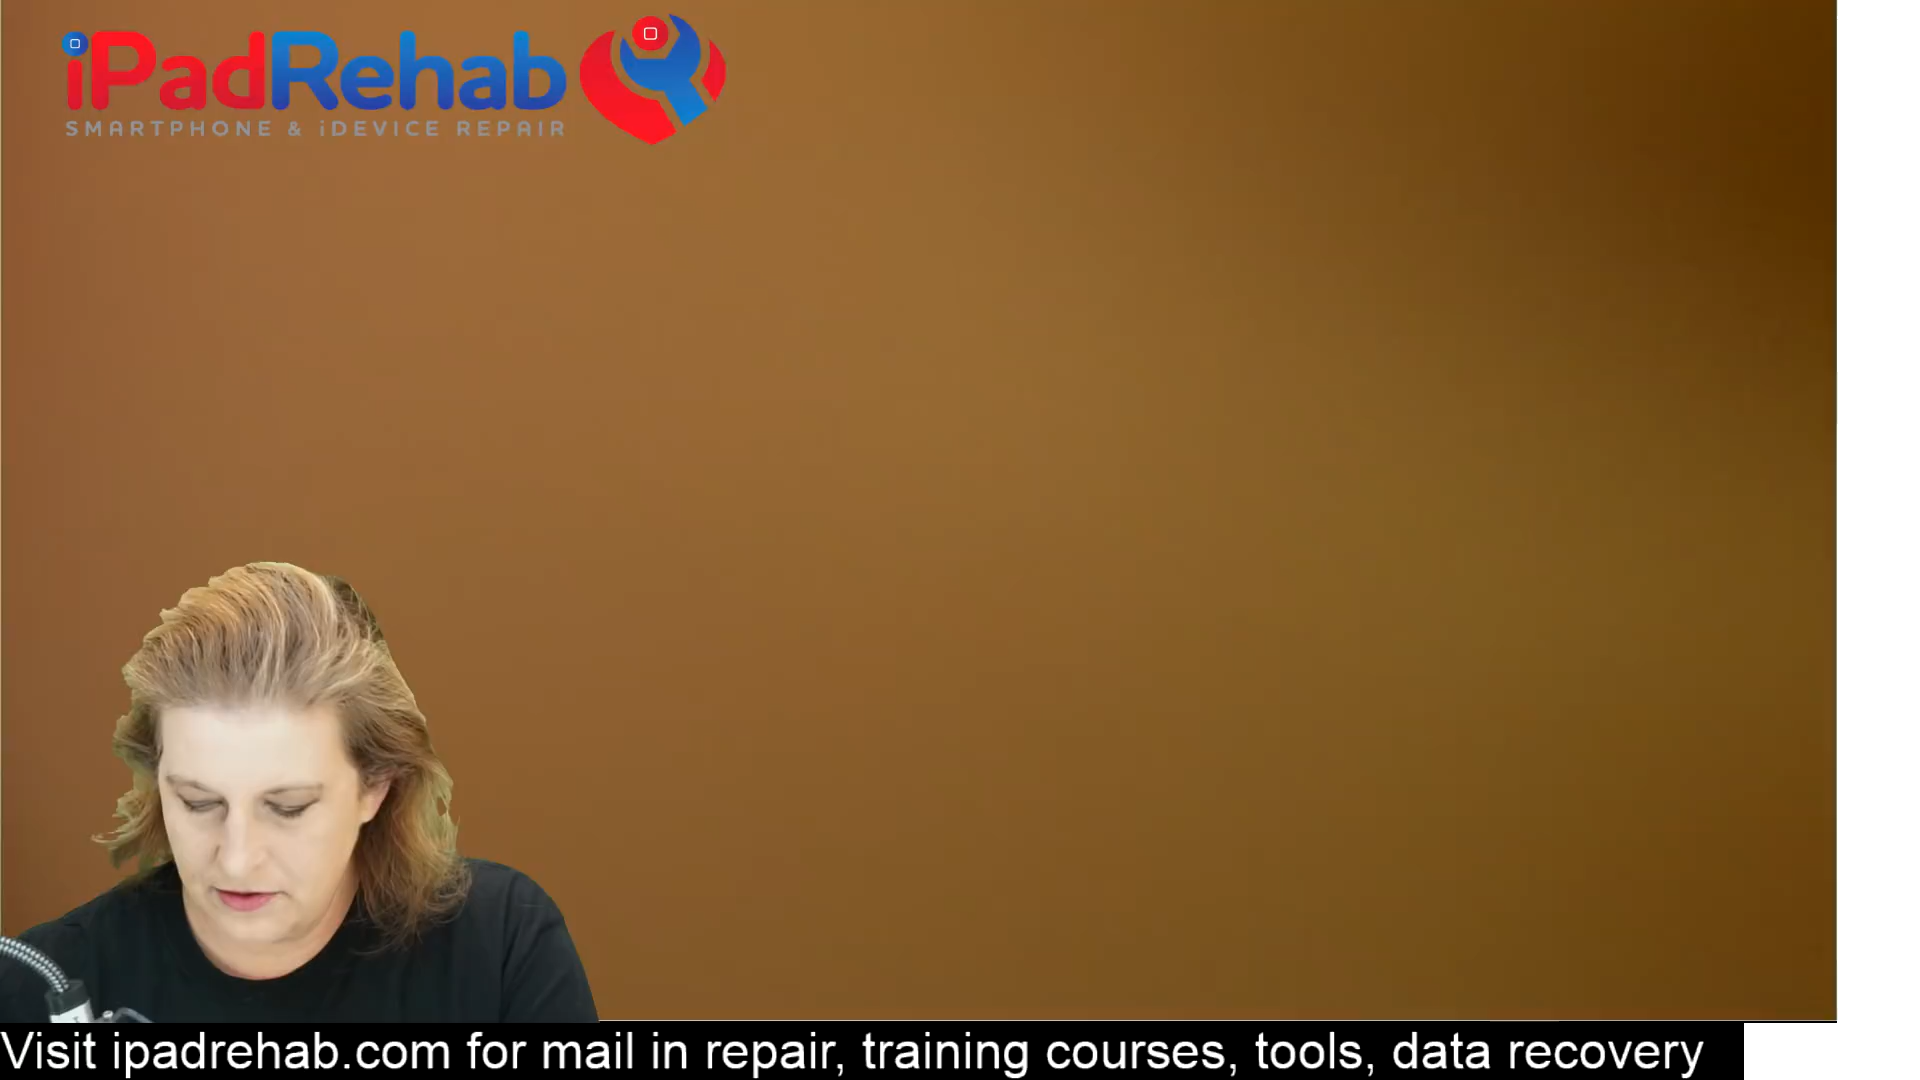 iPadRehab
SMARTPHONE & iDEVICE REPAIR
Visit ipadrehab.com for mail in repair, training courses, tools, data recovery